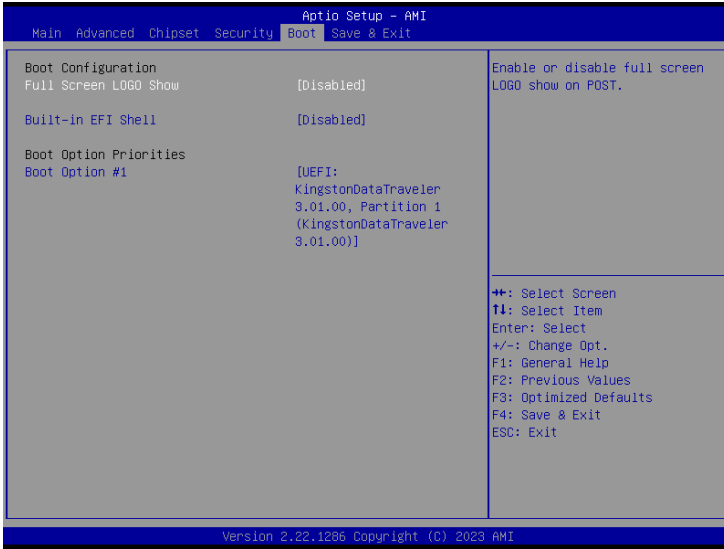 Aptio Setup – AMI
Main Advanced Chipset Security Boot Save & Exit
Boot Configuration
Full Screen LOGO Show [Disabled]
Built-in EFI Shell [Disabled]
Boot Option Priorities
Boot Option #1 [UEFI:
KingstonDataTraveler
3.01.00, Partition 1
(KingstonDataTraveler
3.01.00)]
Enable or disable full screen
LOGO show on POST.
→←: Select Screen
↑↓: Select Item
Enter: Select
+/-: Change Opt.
F1: General Help
F2: Previous Values
F3: Optimized Defaults
F4: Save & Exit
ESC: Exit
Version 2.22.1286 Copyright (C) 2023 AMI